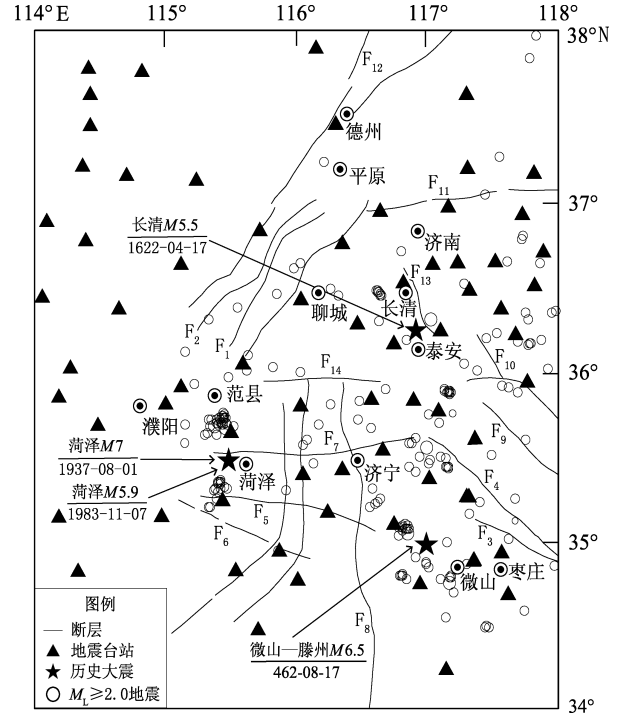 114°E
115°
116°
117°
118°
38°N
F12
德州
平原
F11
37°
长清M5.5
1622-04-17
济南
F13
聊城
长清
F2
F1
泰安
F10
36°
F14
范县
濮阳
F7
F9
菏泽M7
1937-08-01
菏泽
济宁
F4
菏泽M5.9
1983-11-07
F5
F6
F3
35°
微山
枣庄
F8
微山—滕州M6.5
462-08-17
图例
断层
地震台站
历史大震
ML≥2.0地震
34°